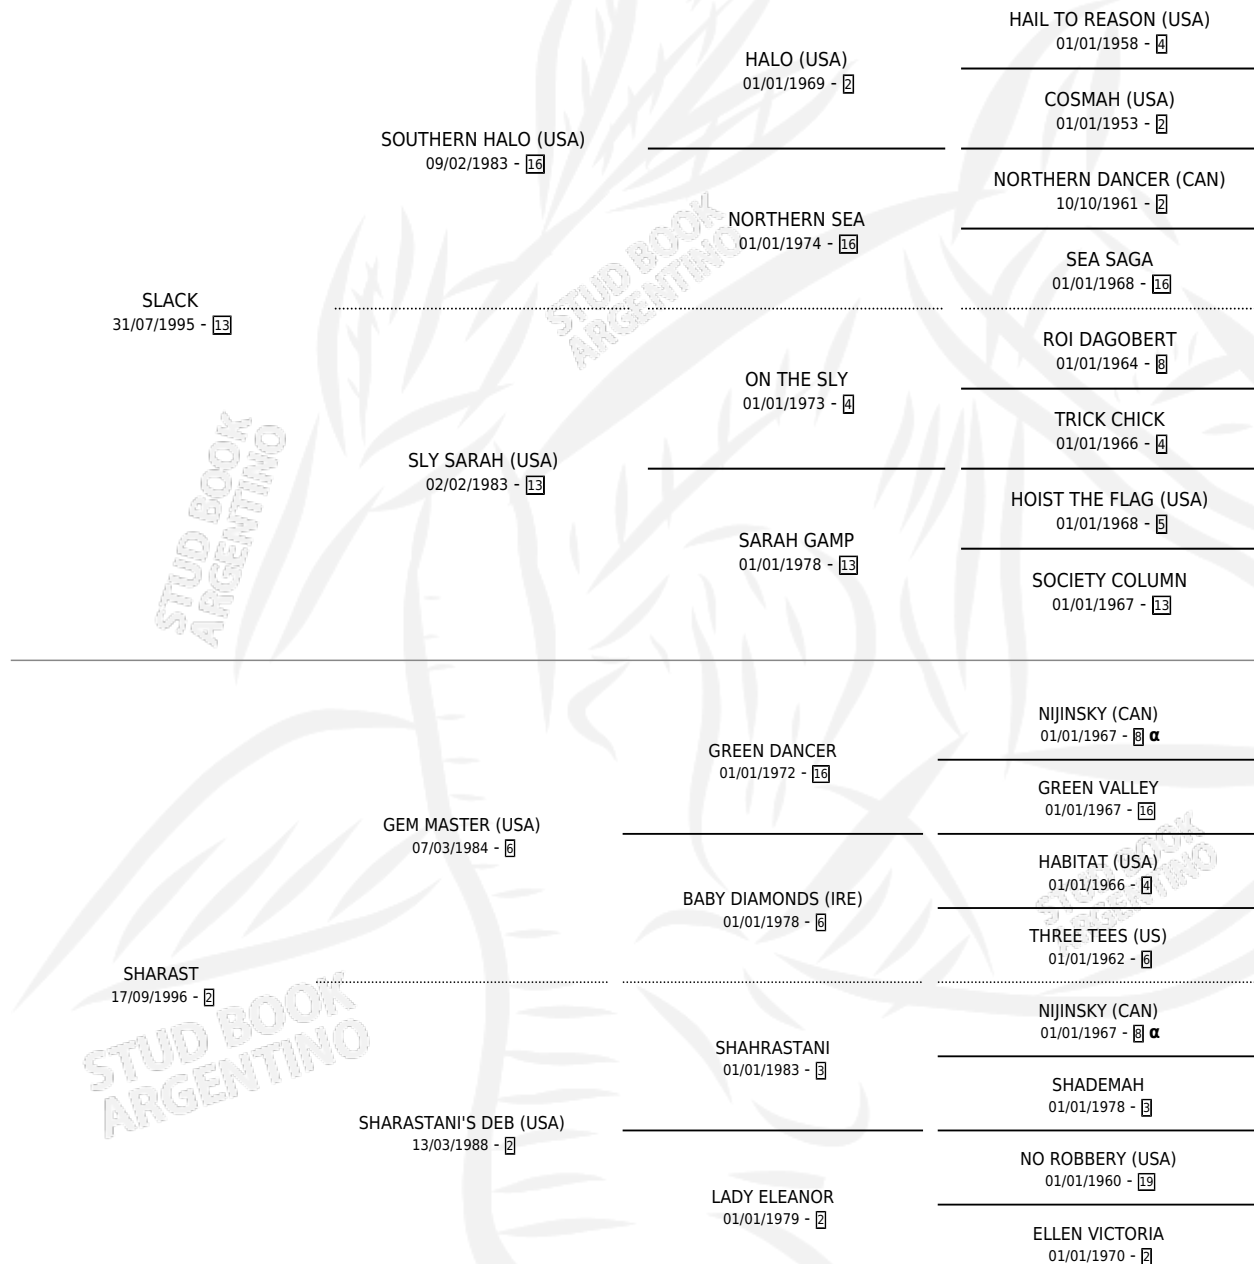 HAIL TO REASON (USA)
01/01/1958 - 4
HALO (USA)
01/01/1969 - 2
COSMAH (USA)
01/01/1953 - 2
SOUTHERN HALO (USA)
09/02/1983 - 16
NORTHERN DANCER (CAN)
10/10/1961 - 2
NORTHERN SEA
01/01/1974 - 16
SEA SAGA
01/01/1968 - 16
SLACK
31/07/1995 - 13
ROI DAGOBERT
01/01/1964 - 8
ON THE SLY
01/01/1973 - 4
TRICK CHICK
01/01/1966 - 4
SLY SARAH (USA)
02/02/1983 - 13
HOIST THE FLAG (USA)
01/01/1968 - 5
SARAH GAMP
01/01/1978 - 13
SOCIETY COLUMN
01/01/1967 - 13
NIJINSKY (CAN)
01/01/1967 - 8 α
GREEN DANCER
01/01/1972 - 16
GREEN VALLEY
01/01/1967 - 16
GEM MASTER (USA)
07/03/1984 - 6
HABITAT (USA)
01/01/1966 - 4
BABY DIAMONDS (IRE)
01/01/1978 - 6
THREE TEES (US)
01/01/1962 - 6
SHARAST
17/09/1996 - 2
NIJINSKY (CAN)
01/01/1967 - 8 α
SHAHRASTANI
01/01/1983 - 3
SHADEMAH
01/01/1978 - 3
SHARASTANI'S DEB (USA)
13/03/1988 - 2
NO ROBBERY (USA)
01/01/1960 - 19
LADY ELEANOR
01/01/1979 - 2
ELLEN VICTORIA
01/01/1970 - 2
STUD BOOK
ARGENTINO
STUD BOOK
ARGENTINO
STUD BOOK
ARGENTINO
STUD BOOK
ARGENTINO